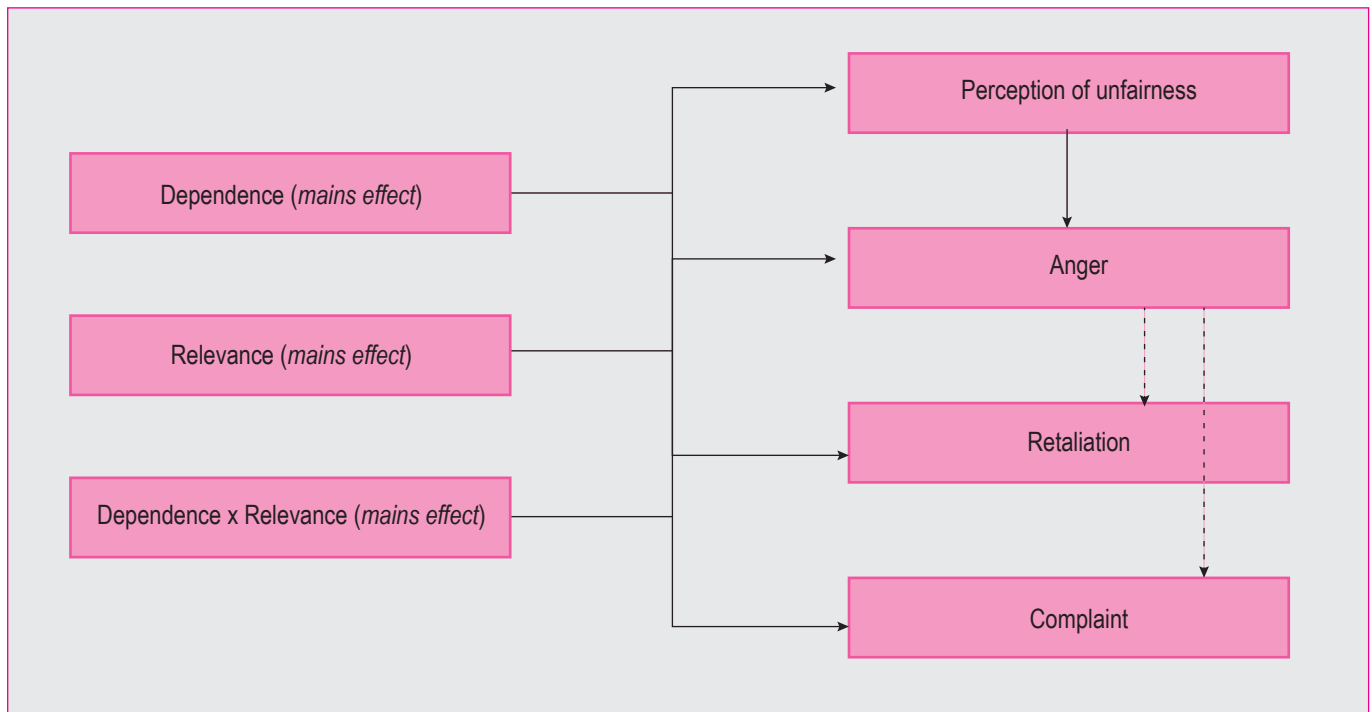 Dependence (mains effect)
Relevance (mains effect)
Dependence x Relevance (mains effect)
Perception of unfairness
Anger
Retaliation
Complaint